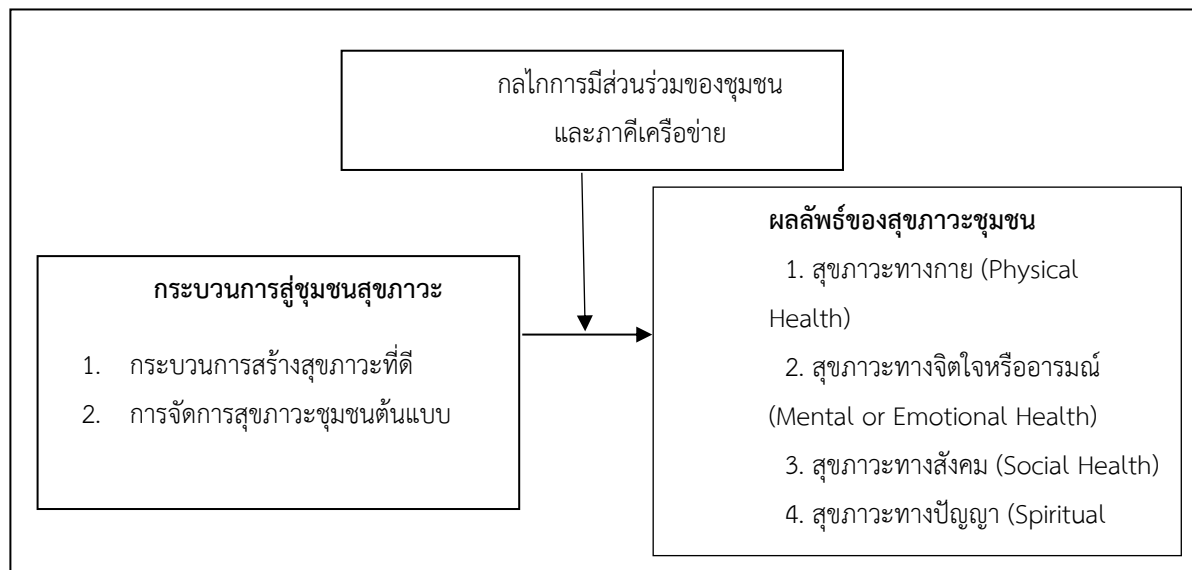 กลไกการมีส่วนร่วมของชุมชน
และภาคีเครือข่าย
กระบวนการสู่ชุมชนสุขภาวะ
1. กระบวนการสร้างสุขภาวะที่ดี
2. การจัดการสุขภาวะชุมชนต้นแบบ
ผลลัพธ์ของสุขภาวะชุมชน
1. สุขภาวะทางกาย (Physical
Health)
2. สุขภาวะทางจิตใจหรืออารมณ์
(Mental or Emotional Health)
3. สุขภาวะทางสังคม (Social Health)
4. สุขภาวะทางปัญญา (Spiritual